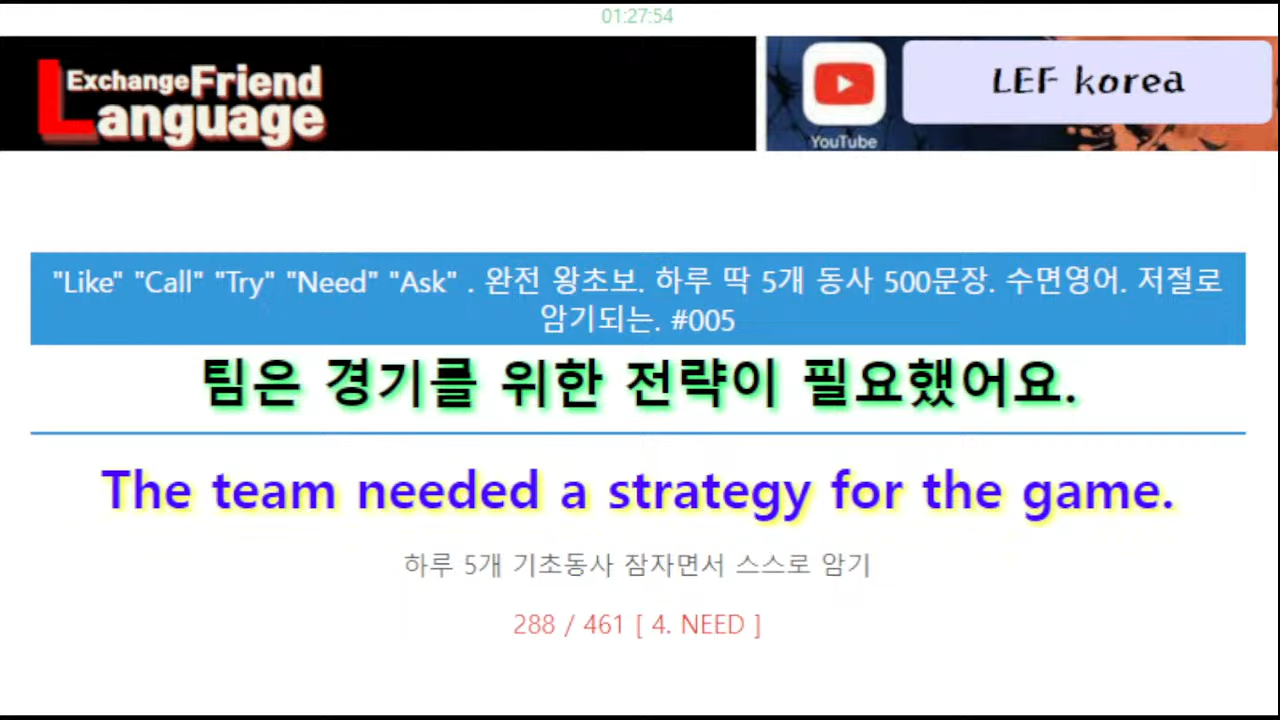 01:27:54
ExchangeFriend
Language
YouTube
LEF korea
"Like" "Call" "Try" "Need" "Ask" . 완전 왕초보. 하루 딱 5개 동사 500문장. 수면영어. 저절로
암기되는. #005
팀은 경기를 위한 전략이 필요했어요.
The team needed a strategy for the game.
하루 5개 기초동사 잠자면서 스스로 암기
288 / 461 [ 4. NEED ]